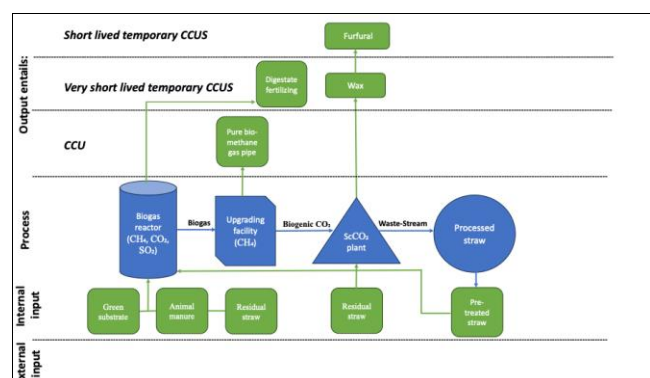 Short lived temporary CCUS
Furfural
Output entails:
Very short lived temporary CCUS
Digestate
fertilizing
Wax
CCU
Pure bio-
methane
gas pipe
Process
Biogas
reactor
(CH₄, CO₂,
SO₂)
Biogas
Upgrading
facility
(CH₄)
Biogenic CO₂
ScCO₂
plant
Waste-Stream
Processed
straw
Internal
input
Green
substrate
Animal
manure
Residual
straw
Residual
straw
Pre-
treated
straw
External
input